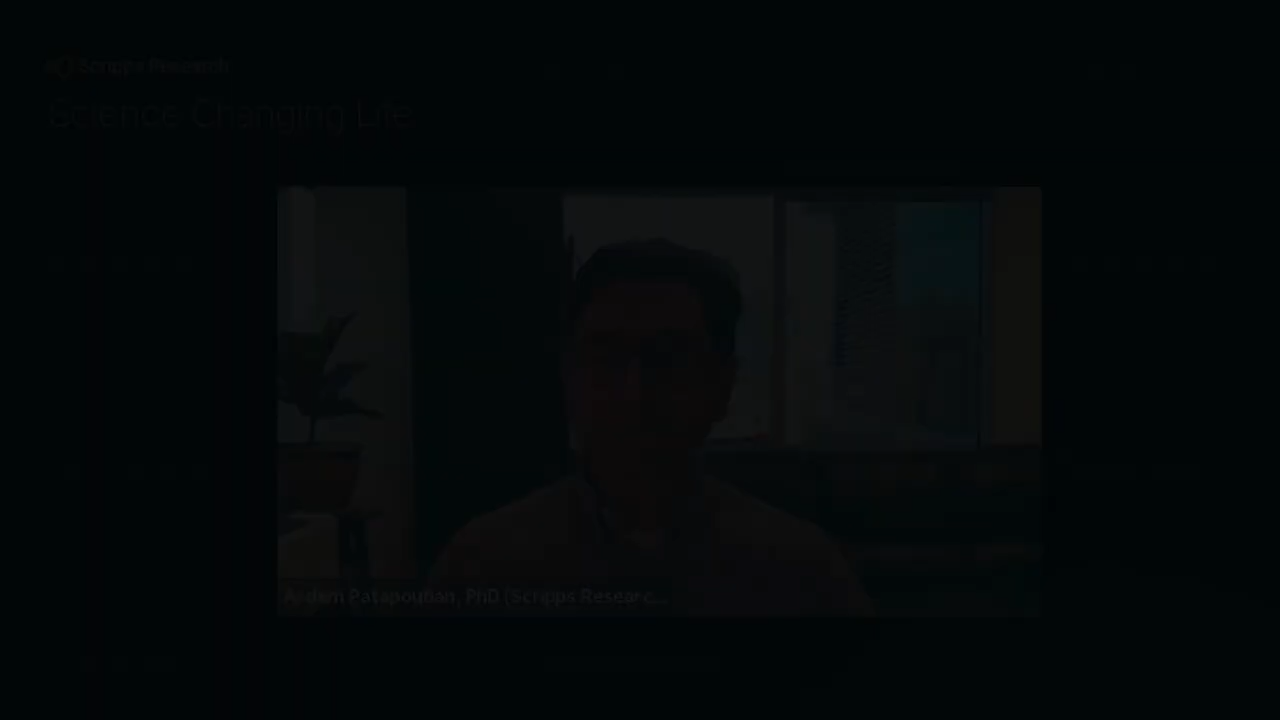 Scripps Research
Science Changing Life
Ardem Patapoutian, PhD (Scripps Researc...